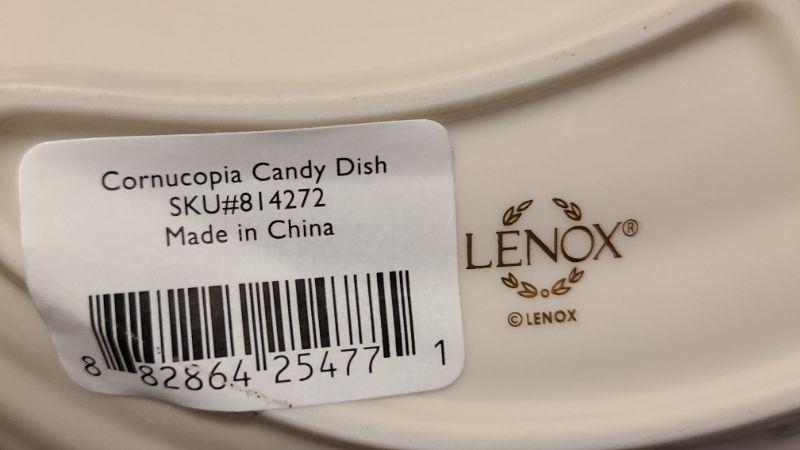 Cornucopia Candy Dish
SKU#814272
Made in China
8 82864 25477 1
LENOX®
© LENOX